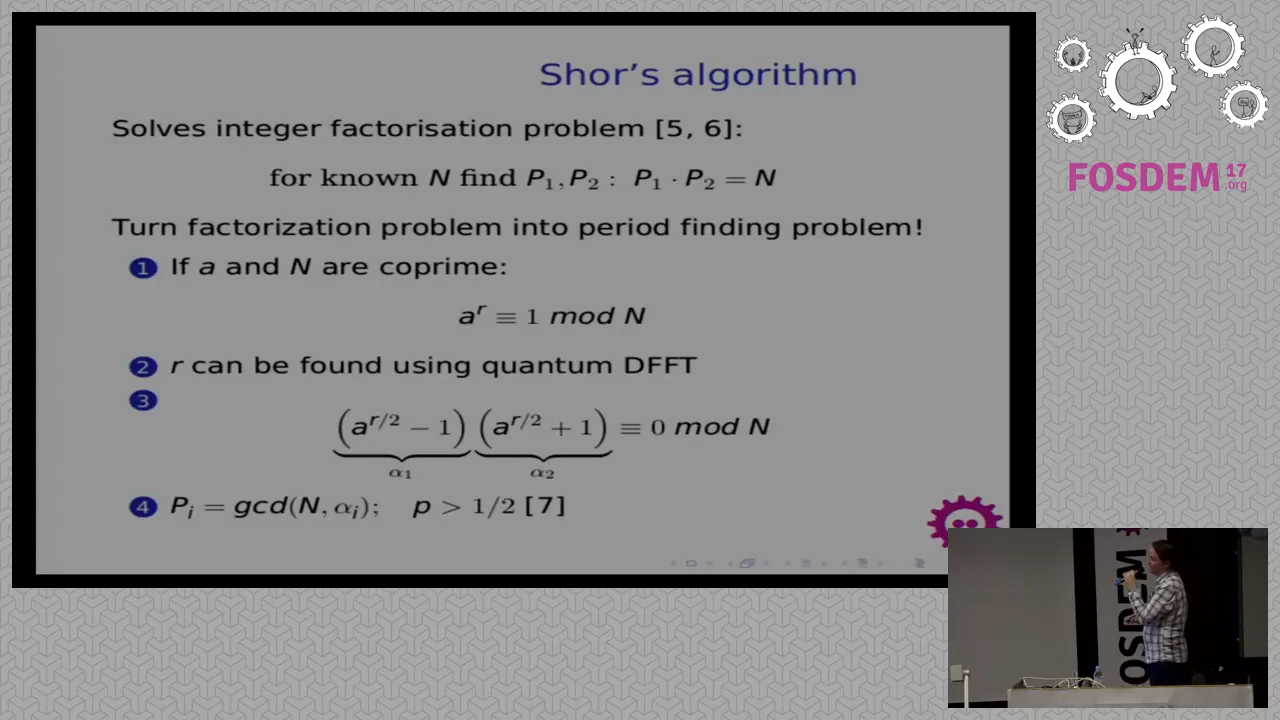 Shor's algorithm
Solves integer factorisation problem [5, 6]:
for known N find P₁, P₂ : P₁ · P₂ = N
Turn factorization problem into period finding problem!
1 If a and N are coprime:
aʳ ≡ 1 mod N
2 r can be found using quantum DFFT
3
(a^{r/2} − 1) (a^{r/2} + 1) ≡ 0 mod N
α₁ α₂
4 Pᵢ = gcd(N, αᵢ); p > 1/2 [7]
FOSDEM 17
.org
OSDEM